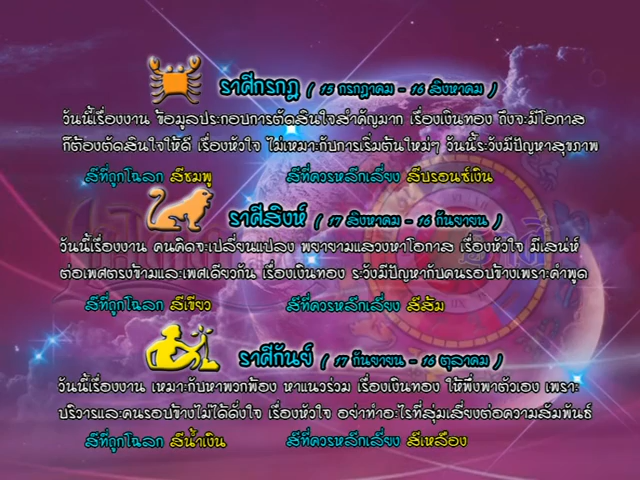 ราศีกรกฎ ( 15 กรกฎาคม - 16 สิงหาคม )
วันนี้เรื่องงาน ข้อมูลประกอบการตัดสินใจสำคัญมาก เรื่องเงินทอง ถึงจะมีโอกาส
ก็ต้องตัดสินใจให้ดี เรื่องหัวใจ ไม่เหมาะกับการเริ่มต้นใหม่ๆ วันนี้ระวังมีปัญหาสุขภาพ
สีที่ถูกโฉลก สีชมพู สีที่ควรหลีกเลี่ยง สีบรอนซ์เงิน
ราศีสิงห์ ( 17 สิงหาคม - 16 กันยายน )
วันนี้เรื่องงาน คนคิดจะเปลี่ยนแปลง พยายามแสวงหาโอกาส เรื่องหัวใจ มีเสน่ห์
ต่อเพศตรงข้ามและเพศเดียวกัน เรื่องเงินทอง ระวังมีปัญหากับคนรอบข้างเพราะคำพูด
สีที่ถูกโฉลก สีเขียว สีที่ควรหลีกเลี่ยง สีส้ม
ราศีกันย์ ( 17 กันยายน - 16 ตุลาคม )
วันนี้เรื่องงาน เหมาะกับหาพวกพ้อง หาแนวร่วม เรื่องเงินทอง ให้พึ่งพาตัวเอง เพราะ
บริวารและคนรอบข้างไม่ได้ดั่งใจ เรื่องหัวใจ อย่าทำอะไรที่สุ่มเสี่ยงต่อความสัมพันธ์
สีที่ถูกโฉลก สีน้ำเงิน สีที่ควรหลีกเลี่ยง สีเหลือง